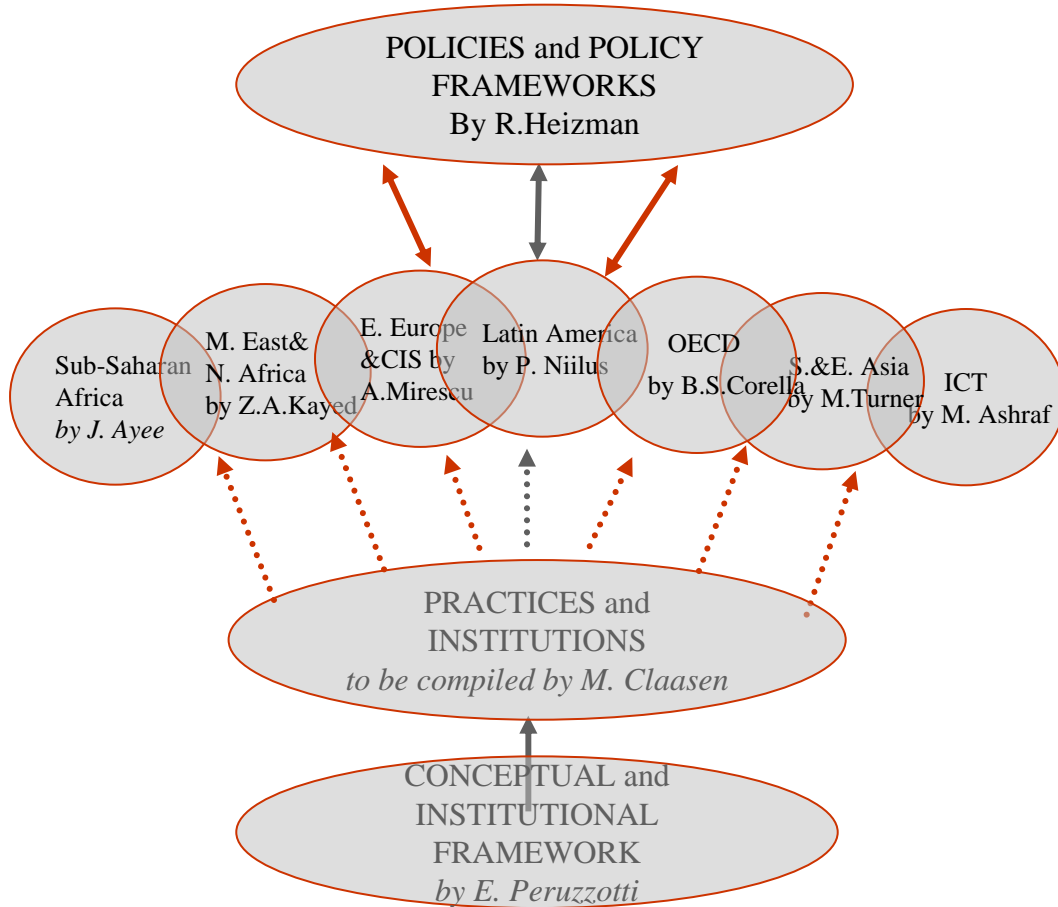 POLICIES and POLICY
FRAMEWORKS
By R.Heizman
Sub-Saharan
Africa
by J. Ayee
M. East&
N. Africa
by Z.A.Kayed
E. Europe
&CIS by
A.Mirescu
Latin America
by P. Niilus
OECD
by B.S.Corella
S.&E. Asia
by M.Turner
ICT
by M. Ashraf
PRACTICES and
INSTITUTIONS
to be compiled by M. Claasen
CONCEPTUAL and
INSTITUTIONAL
FRAMEWORK
by E. Peruzzotti